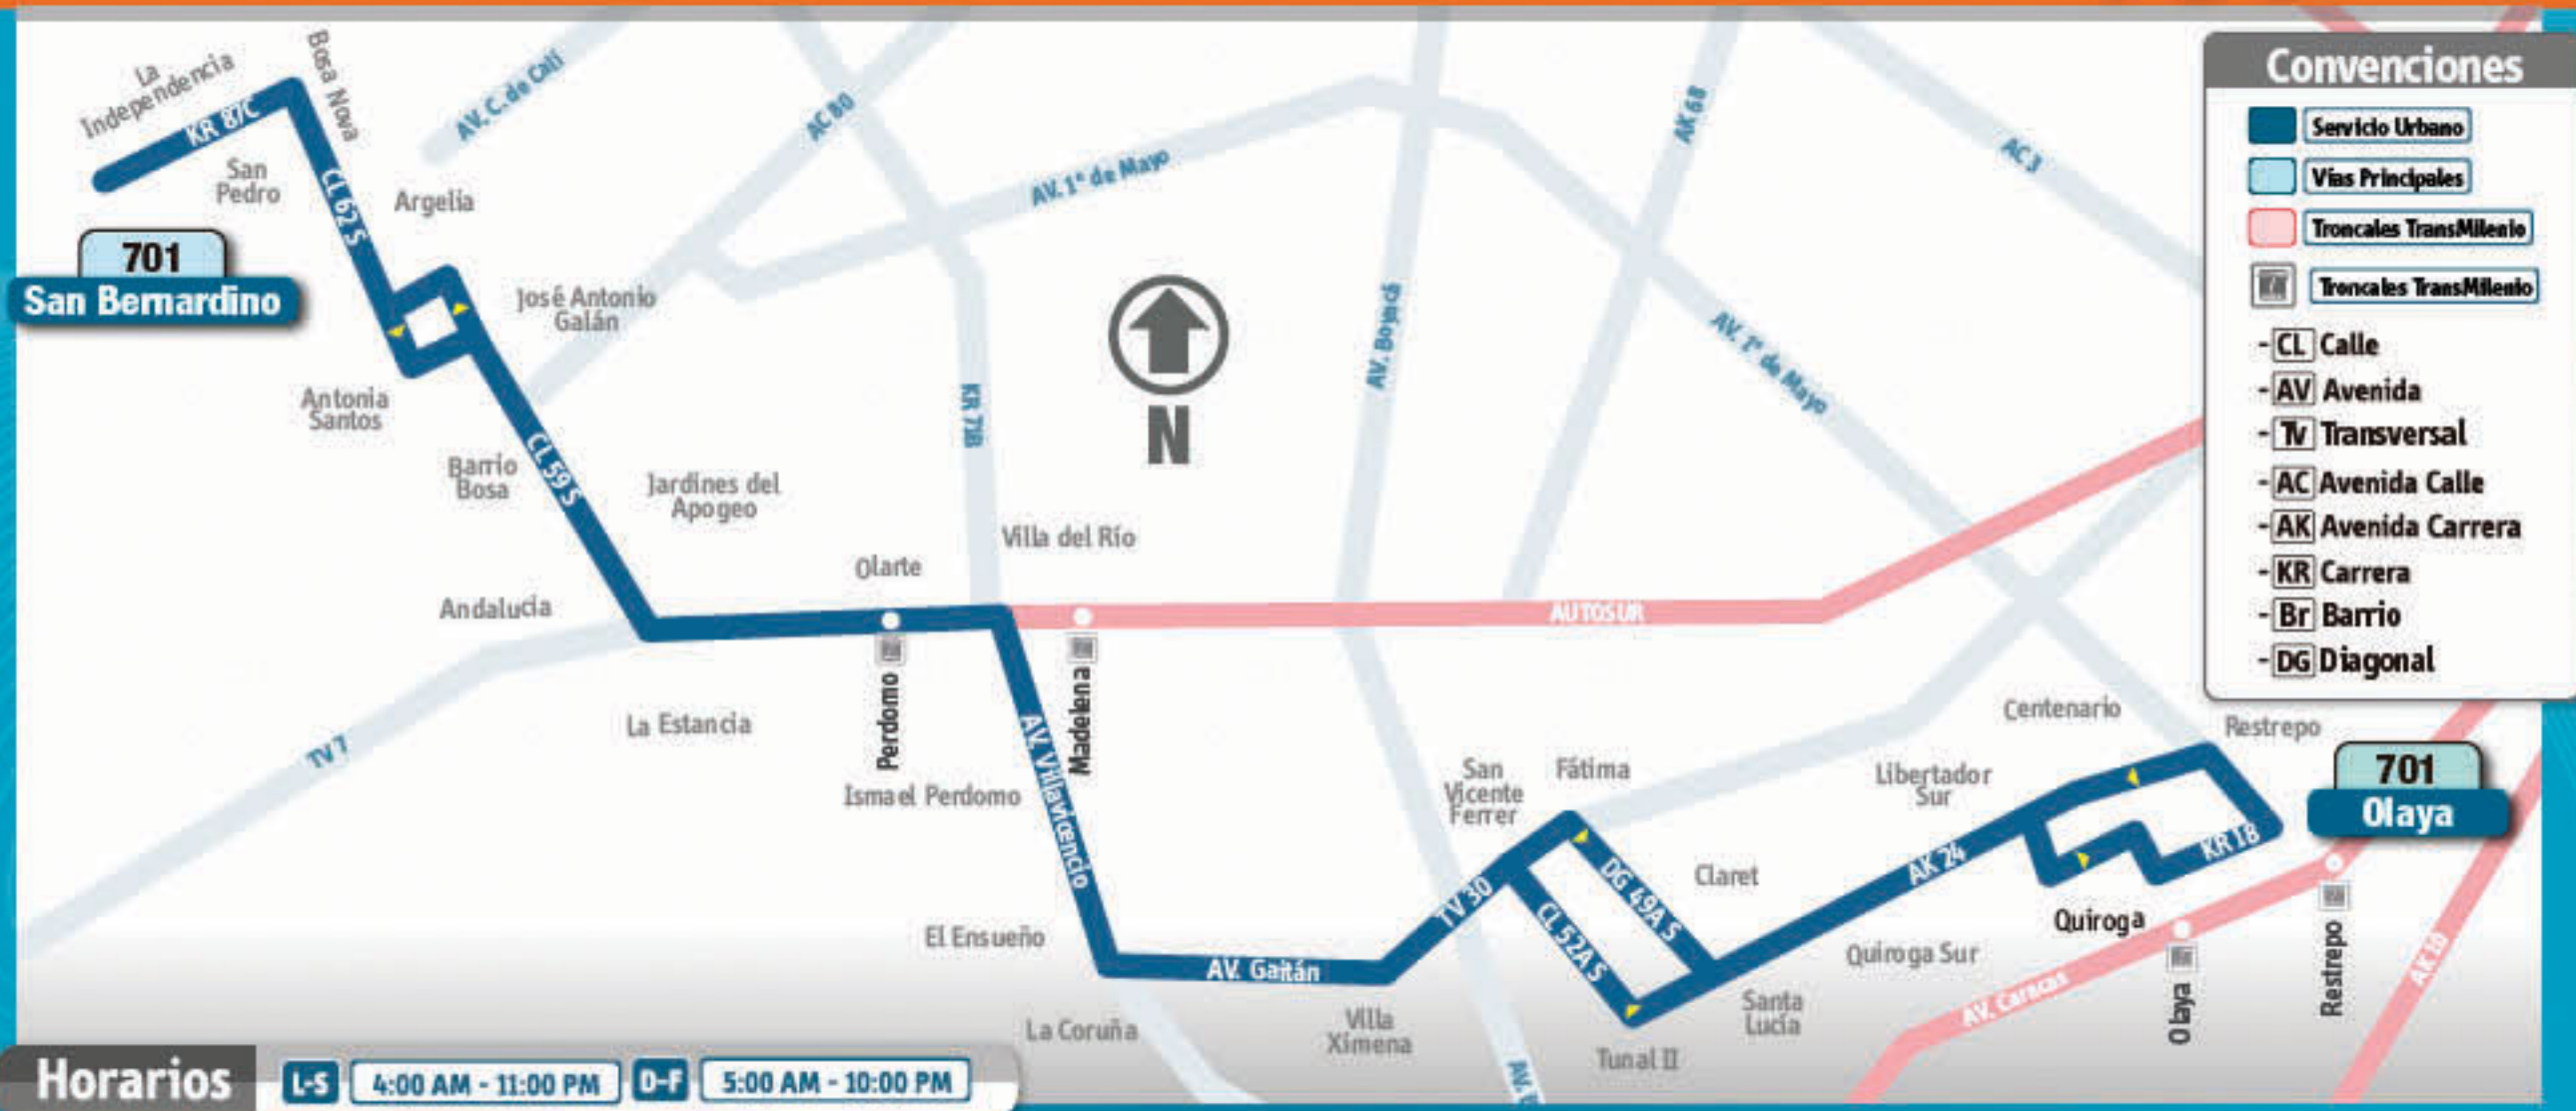 La
Independencia
Bosa Nova
KR 87C
San
Pedro
CL 62 S
Argelia
AV. C. de Cali
AC 80
AV. 1° de Mayo
AK 68
AC 3
701
San Bernardino
José Antonio
Galán
Antonia
Santos
Barrio
Bosa
CL 59 S
Jardines del
Apogeo
KR 71B
N
AV. Boyacá
AV. 1° de Mayo
Villa del Río
Olarte
Andalucia
AUTOSUR
TV 7
La Estancia
Perdomo
Madelena
Ismael Perdomo
AV. Villavicencio
El Ensueño
La Coruña
AV. Gaitán
Villa
Ximena
TV 30
San
Vicente
Ferrer
Fátima
DG 49A S
CL 52A S
Claret
Santa
Lucía
Tunal II
Libertador
Sur
AK 24
Quiroga Sur
Centenario
Restrepo
KR 18
Quiroga
701
Olaya
AV. Caracas
Olaya
Restrepo
AK 10
Convenciones
Servicio Urbano
Vías Principales
Troncales TransMilenio
Troncales TransMilenio
-CL Calle
-AV Avenida
-TV Transversal
-AC Avenida Calle
-AK Avenida Carrera
-KR Carrera
-Br Barrio
-DG Diagonal
Horarios
L-S 4:00 AM - 11:00 PM D-F 5:00 AM - 10:00 PM